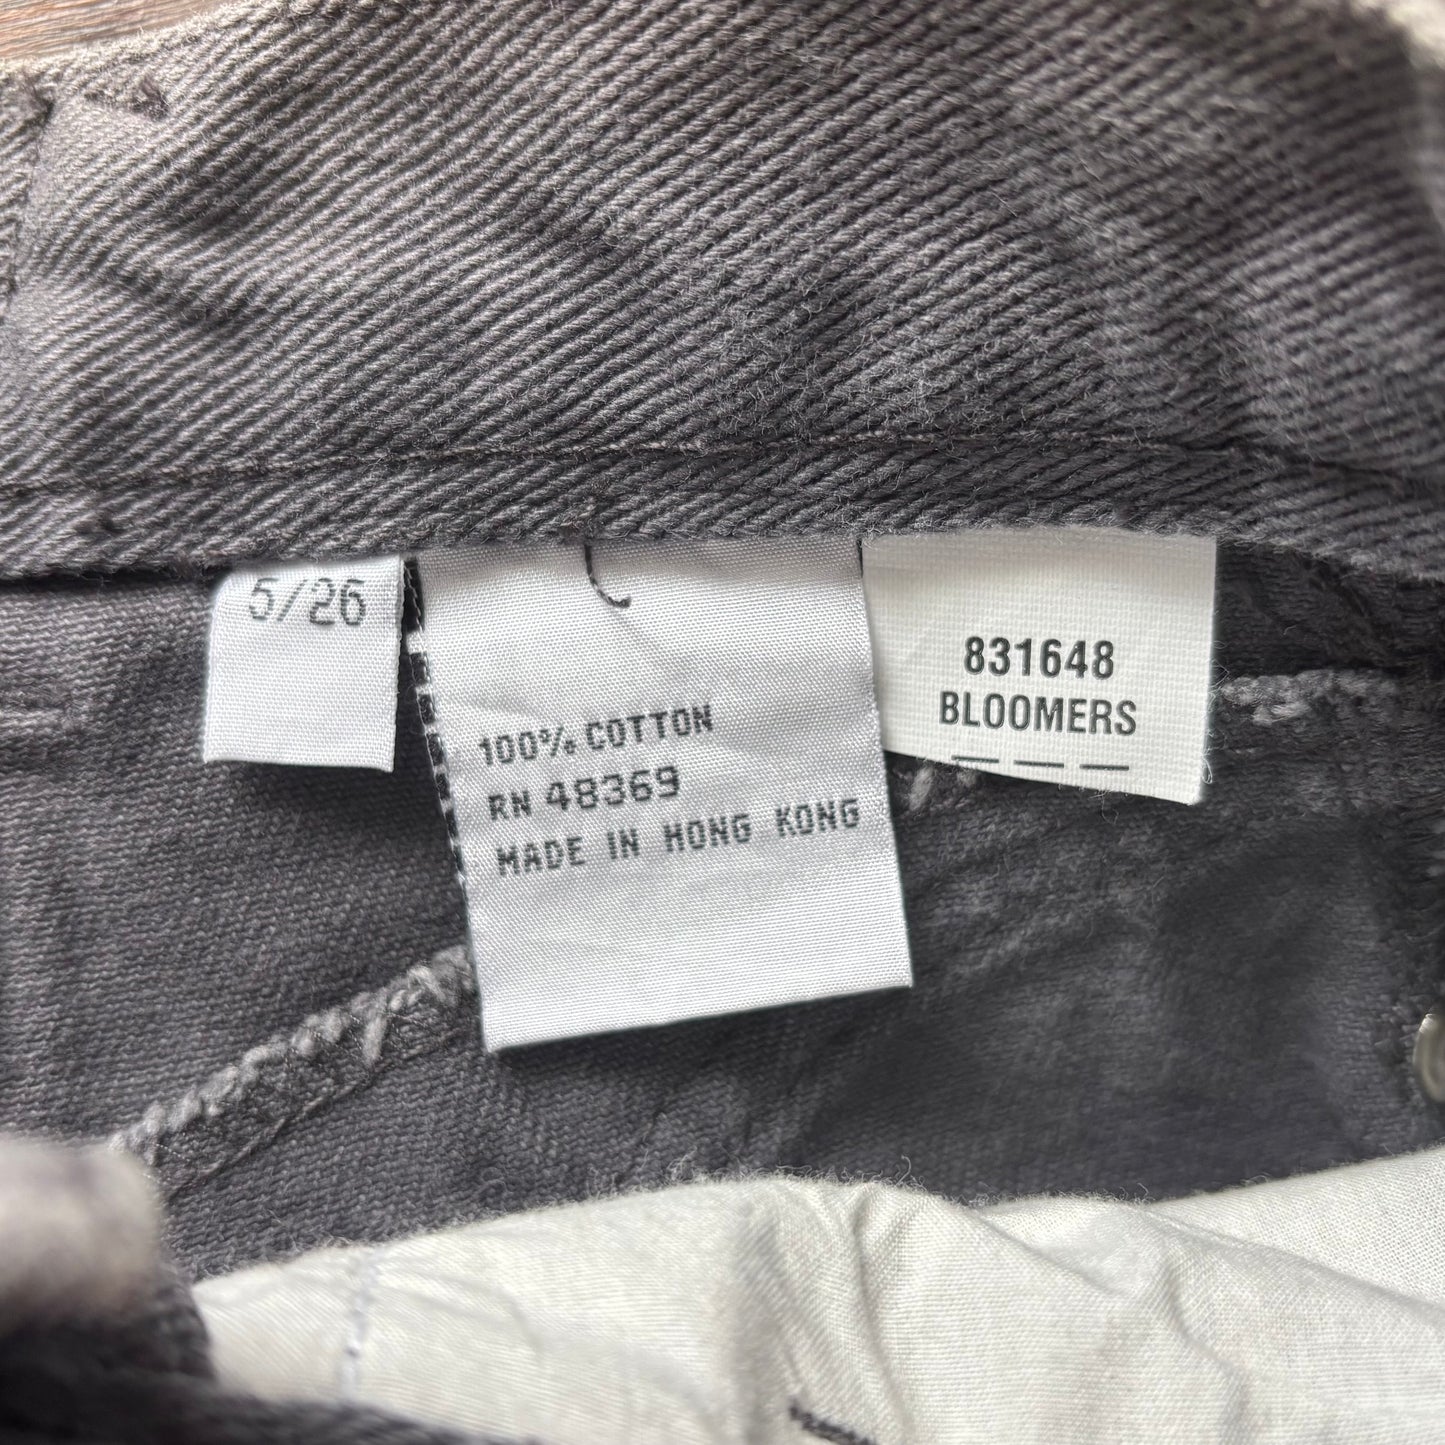 5/26
100% COTTON
RN 48369
MADE IN HONG KONG
831648
BLOOMERS